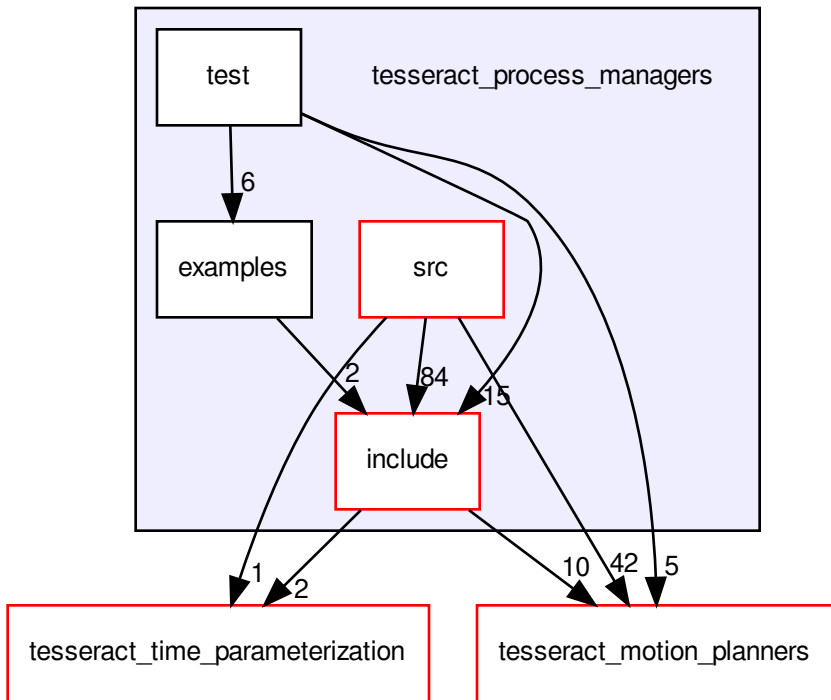 test
tesseract_process_managers
6
examples
src
2
84
15
include
1
2
10
42
5
tesseract_time_parameterization
tesseract_motion_planners